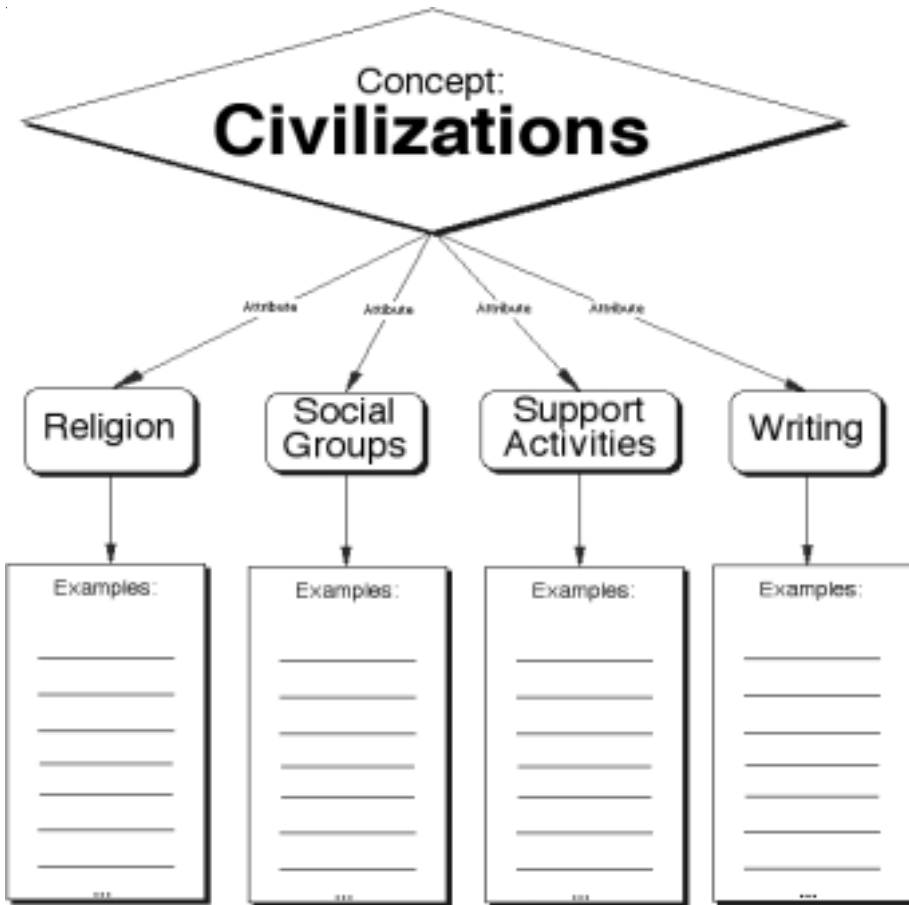 Concept:
Civilizations
Attribute
Attribute
Attribute
Attribute
Religion
Social
Groups
Support
Activities
Writing
Examples:
Examples:
Examples:
Examples:
...
...
...
...